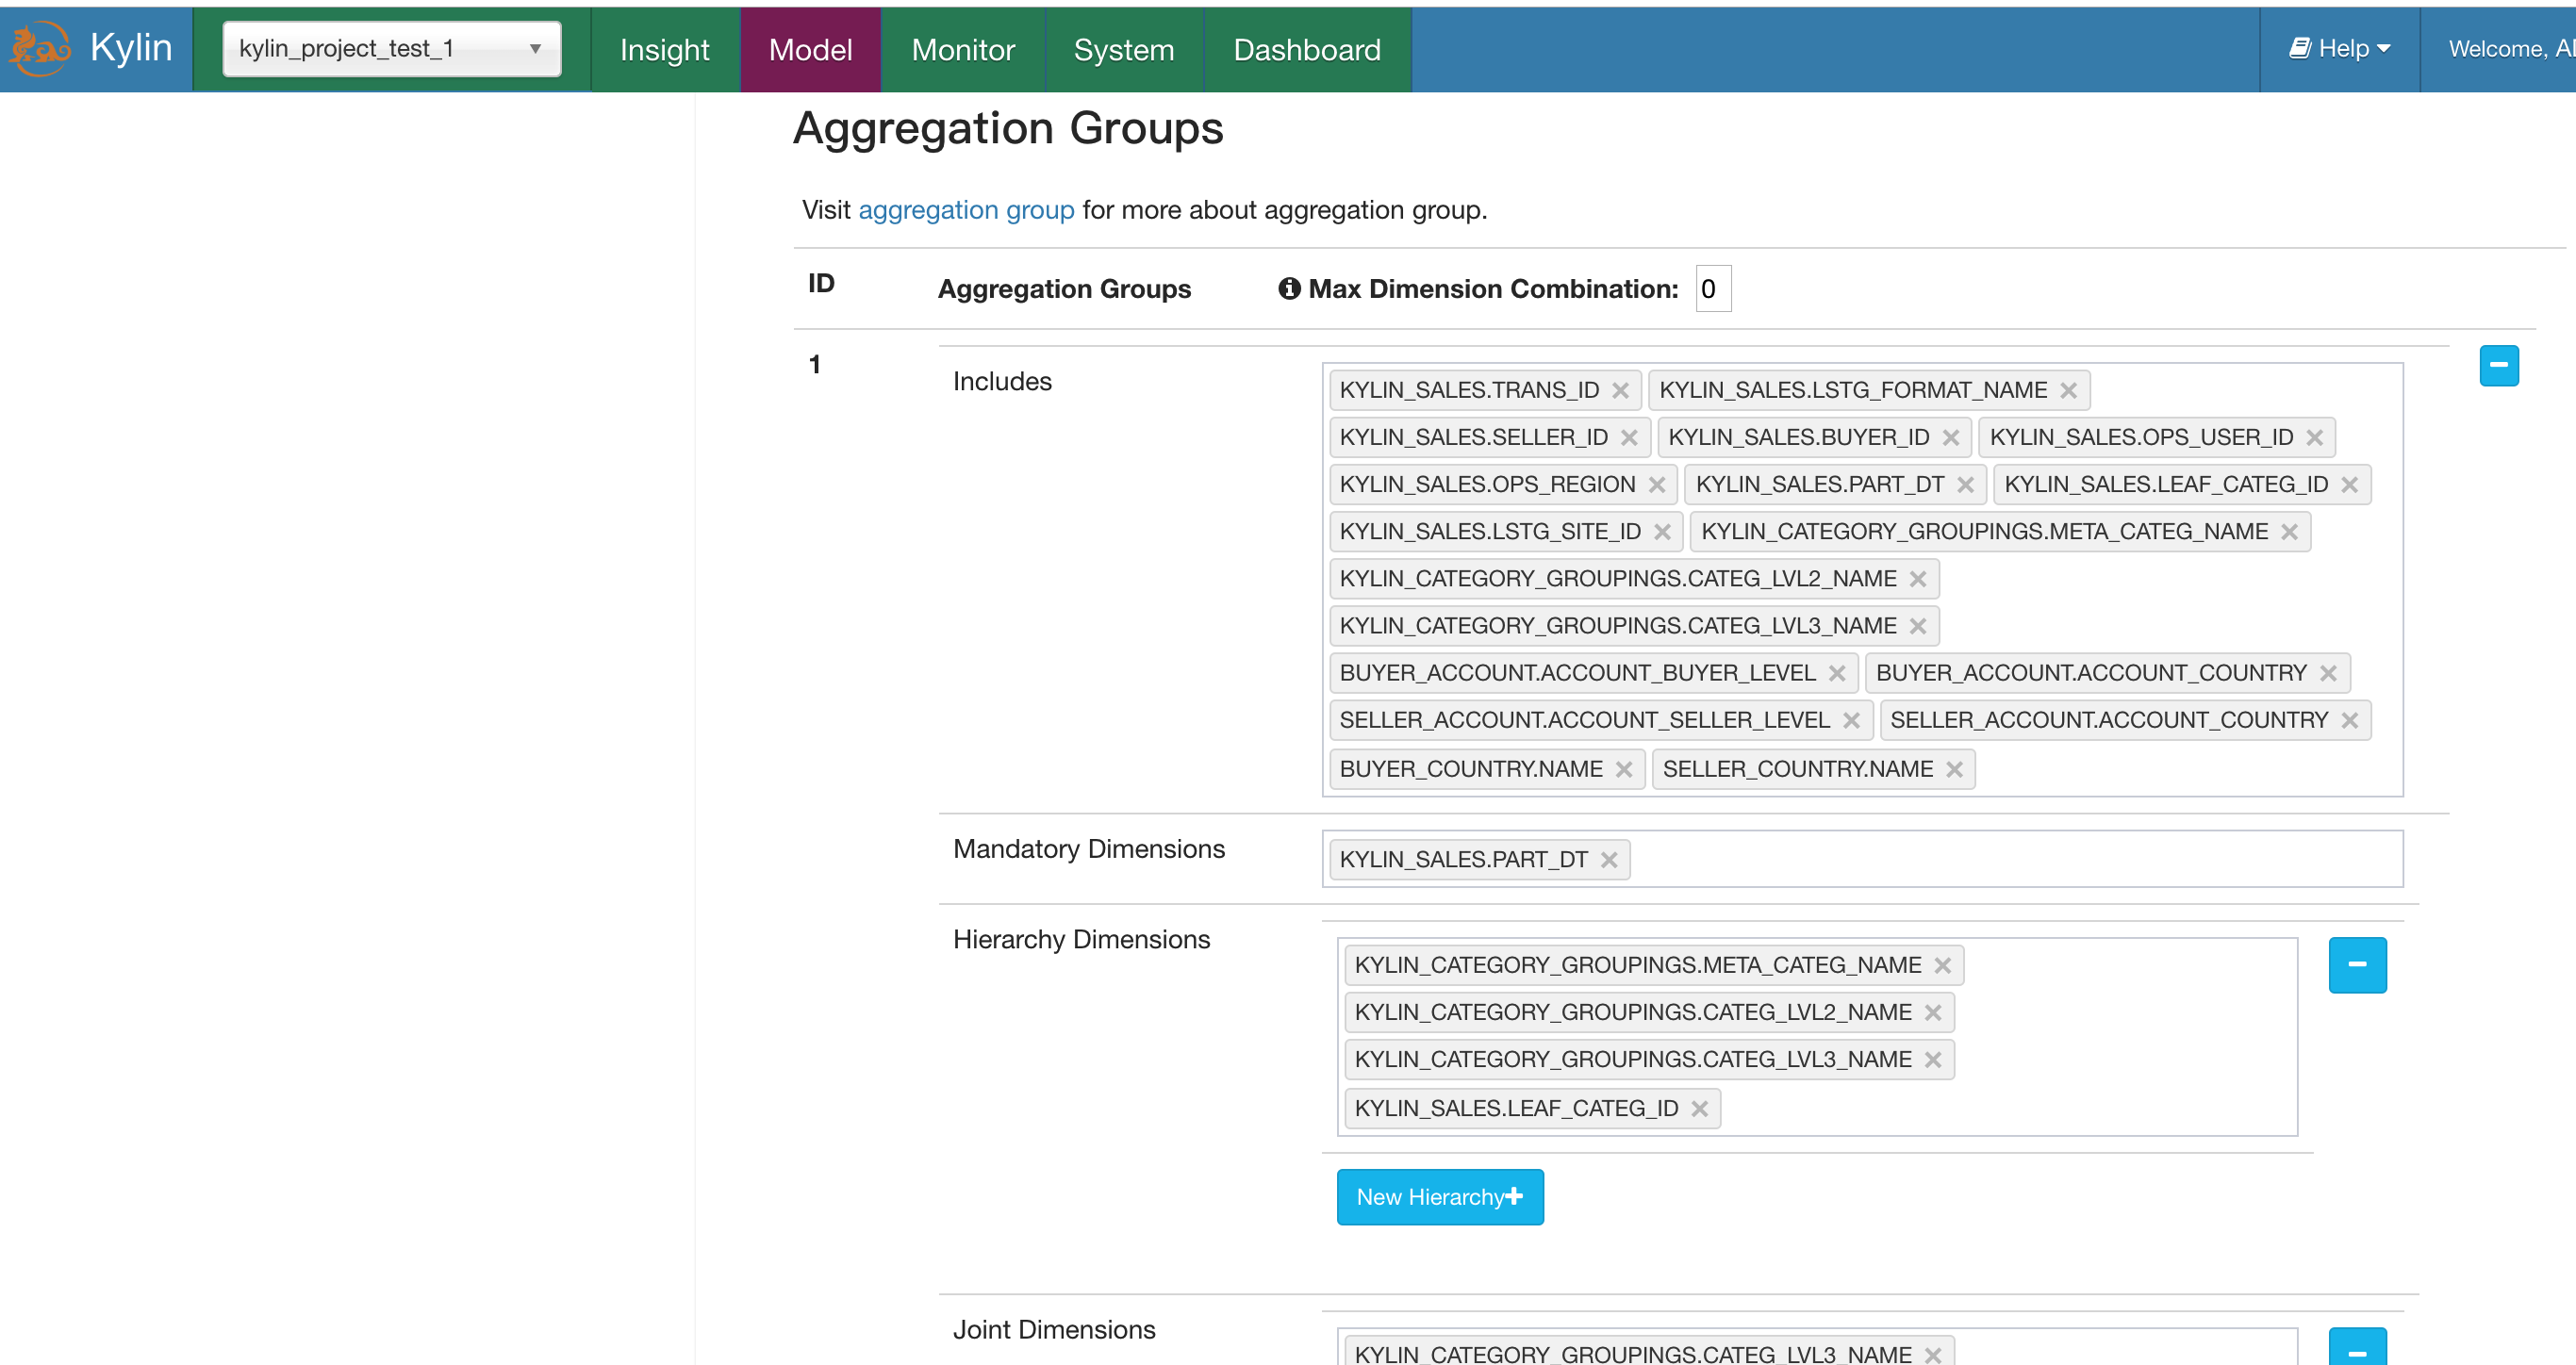 Kylin kylin_project_test_1 Insight Model Monitor System Dashboard Help Welcome,
Aggregation Groups
Visit aggregation group for more about aggregation group.
ID Aggregation Groups Max Dimension Combination: 0
1 Includes KYLIN_SALES.TRANS_ID KYLIN_SALES.LSTG_FORMAT_NAME
KYLIN_SALES.SELLER_ID KYLIN_SALES.BUYER_ID KYLIN_SALES.OPS_USER_ID
KYLIN_SALES.OPS_REGION KYLIN_SALES.PART_DT KYLIN_SALES.LEAF_CATEG_ID
KYLIN_SALES.LSTG_SITE_ID KYLIN_CATEGORY_GROUPINGS.META_CATEG_NAME
KYLIN_CATEGORY_GROUPINGS.CATEG_LVL2_NAME
KYLIN_CATEGORY_GROUPINGS.CATEG_LVL3_NAME
BUYER_ACCOUNT.ACCOUNT_BUYER_LEVEL BUYER_ACCOUNT.ACCOUNT_COUNTRY
SELLER_ACCOUNT.ACCOUNT_SELLER_LEVEL SELLER_ACCOUNT.ACCOUNT_COUNTRY
BUYER_COUNTRY.NAME SELLER_COUNTRY.NAME
Mandatory Dimensions KYLIN_SALES.PART_DT
Hierarchy Dimensions KYLIN_CATEGORY_GROUPINGS.META_CATEG_NAME
KYLIN_CATEGORY_GROUPINGS.CATEG_LVL2_NAME
KYLIN_CATEGORY_GROUPINGS.CATEG_LVL3_NAME
KYLIN_SALES.LEAF_CATEG_ID
New Hierarchy+
Joint Dimensions KYLIN_CATEGORY_GROUPINGS.CATEG_LVL3_NAME